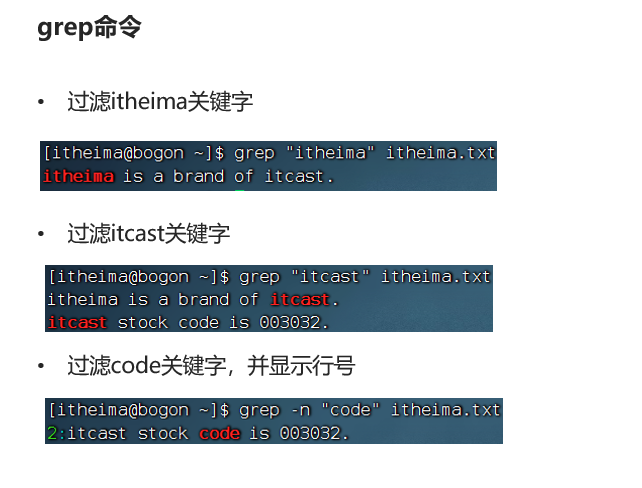 grep命令
• 过滤itheima关键字
[itheima@bogon ~]$ grep "itheima" itheima.txt
itheima is a brand of itcast.
• 过滤itcast关键字
[itheima@bogon ~]$ grep "itcast" itheima.txt
itheima is a brand of itcast.
itcast stock code is 003032.
• 过滤code关键字，并显示行号
[itheima@bogon ~]$ grep -n "code" itheima.txt
2:itcast stock code is 003032.